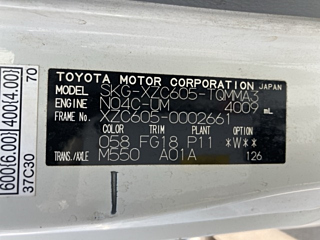 TOYOTA MOTOR CORPORATION JAPAN
MODEL SKG-XZC605-TQMMA3
ENGINE N04C-UM 4009 mL
FRAME No. XZC605-0002661
COLOR TRIM PLANT OPTION
058 FG18 P11 *W**
TRANS./AXLE M550 A01A 126
600(6.00) 400(4.00) 70
37C30